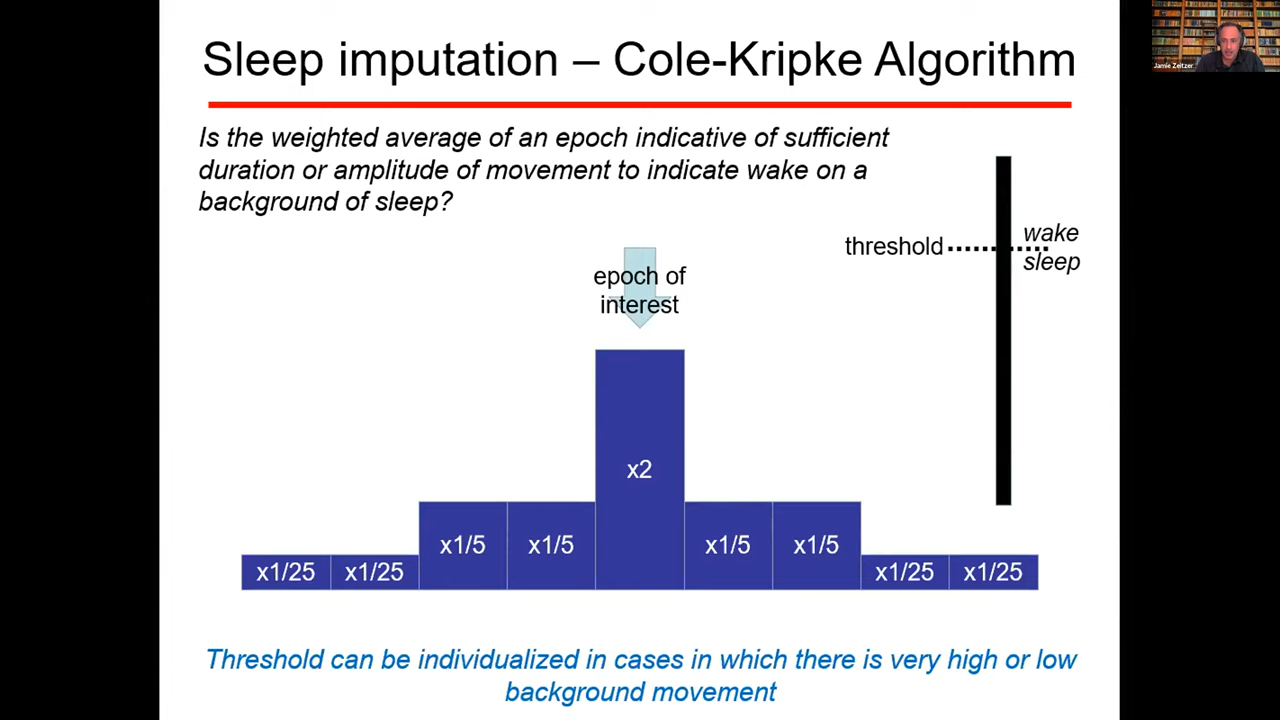 Sleep imputation – Cole-Kripke Algorithm
Jamie Zeitzer
Is the weighted average of an epoch indicative of sufficient
duration or amplitude of movement to indicate wake on a
background of sleep?
threshold
wake
sleep
epoch of
interest
x2
x1/5
x1/5
x1/5
x1/5
x1/25
x1/25
x1/25
x1/25
Threshold can be individualized in cases in which there is very high or low
background movement